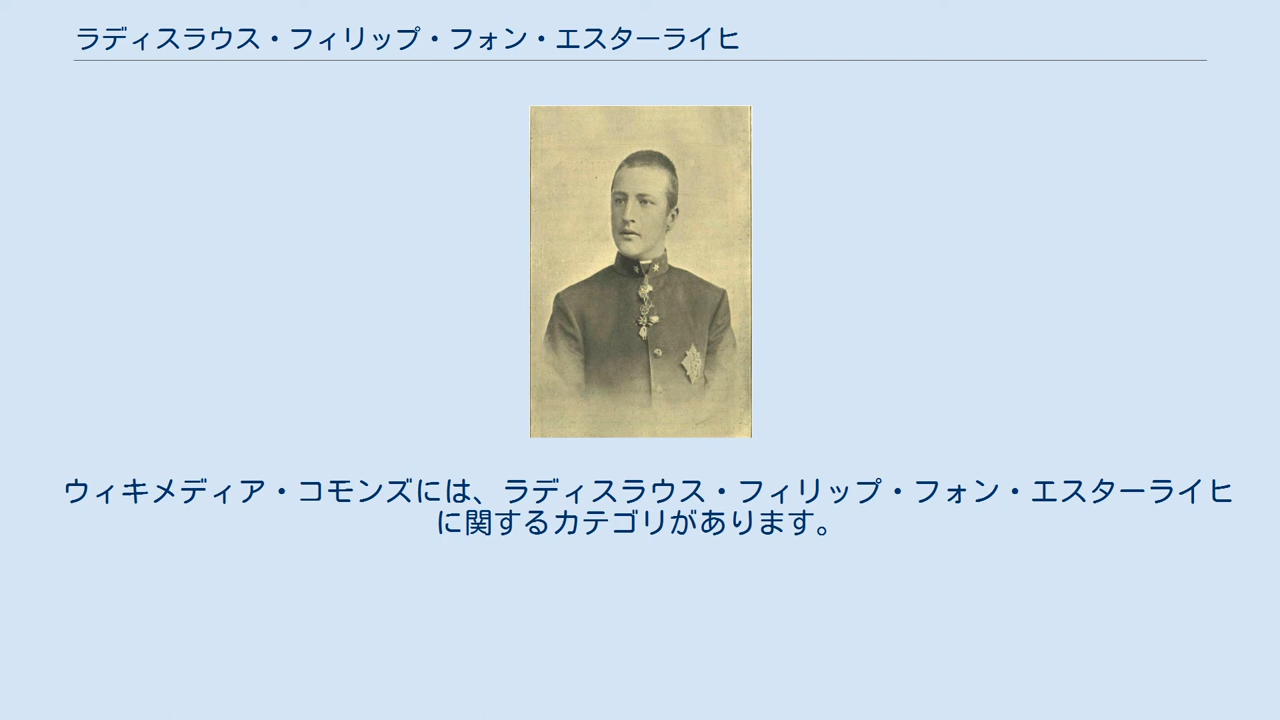 ラディスラウス・フィリップ・フォン・エスターライヒ
ウィキメディア・コモンズには、ラディスラウス・フィリップ・フォン・エスターライヒ
に関するカテゴリがあります。